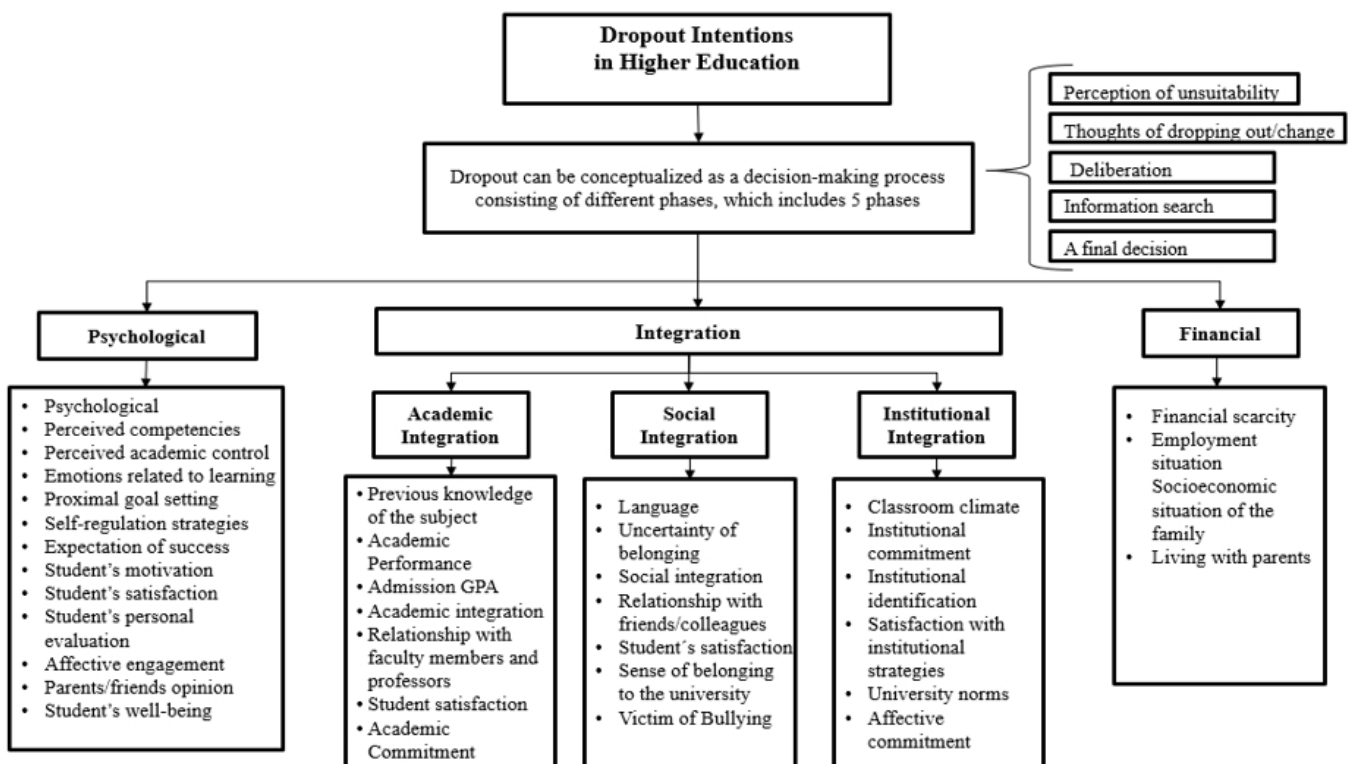 Dropout Intentions
in Higher Education
Perception of unsuitability
Thoughts of dropping out/change
Deliberation
Information search
A final decision
Dropout can be conceptualized as a decision-making process
consisting of different phases, which includes 5 phases
Psychological
Integration
Financial
• Psychological
• Perceived competencies
• Perceived academic control
• Emotions related to learning
• Proximal goal setting
• Self-regulation strategies
• Expectation of success
• Student’s motivation
• Student’s satisfaction
• Student’s personal
evaluation
• Affective engagement
• Parents/friends opinion
• Student’s well-being
Academic
Integration
• Previous knowledge
of the subject
• Academic
Performance
• Admission GPA
• Academic integration
• Relationship with
faculty members and
professors
• Student satisfaction
• Academic
Commitment
Social
Integration
• Language
• Uncertainty of
belonging
• Social integration
• Relationship with
friends/colleagues
• Student´s satisfaction
• Sense of belonging
to the university
• Victim of Bullying
Institutional
Integration
• Classroom climate
• Institutional
commitment
• Institutional
identification
• Satisfaction with
institutional
strategies
• University norms
• Affective
commitment
• Financial scarcity
• Employment
situation
Socioeconomic
situation of the
family
• Living with parents